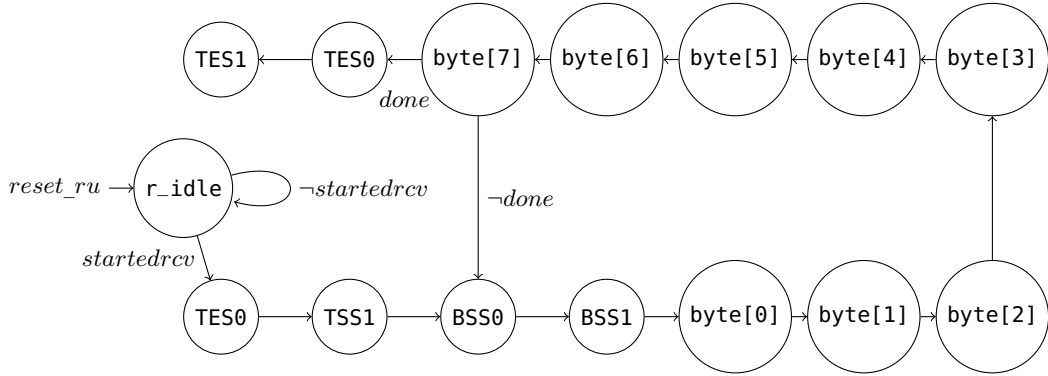 TES1 TES0 byte[7] byte[6] byte[5] byte[4] byte[3]
done
reset_ru r_idle ¬startedrcv
¬done
startedrcv
TES0 TSS1 BSS0 BSS1 byte[0] byte[1] byte[2]